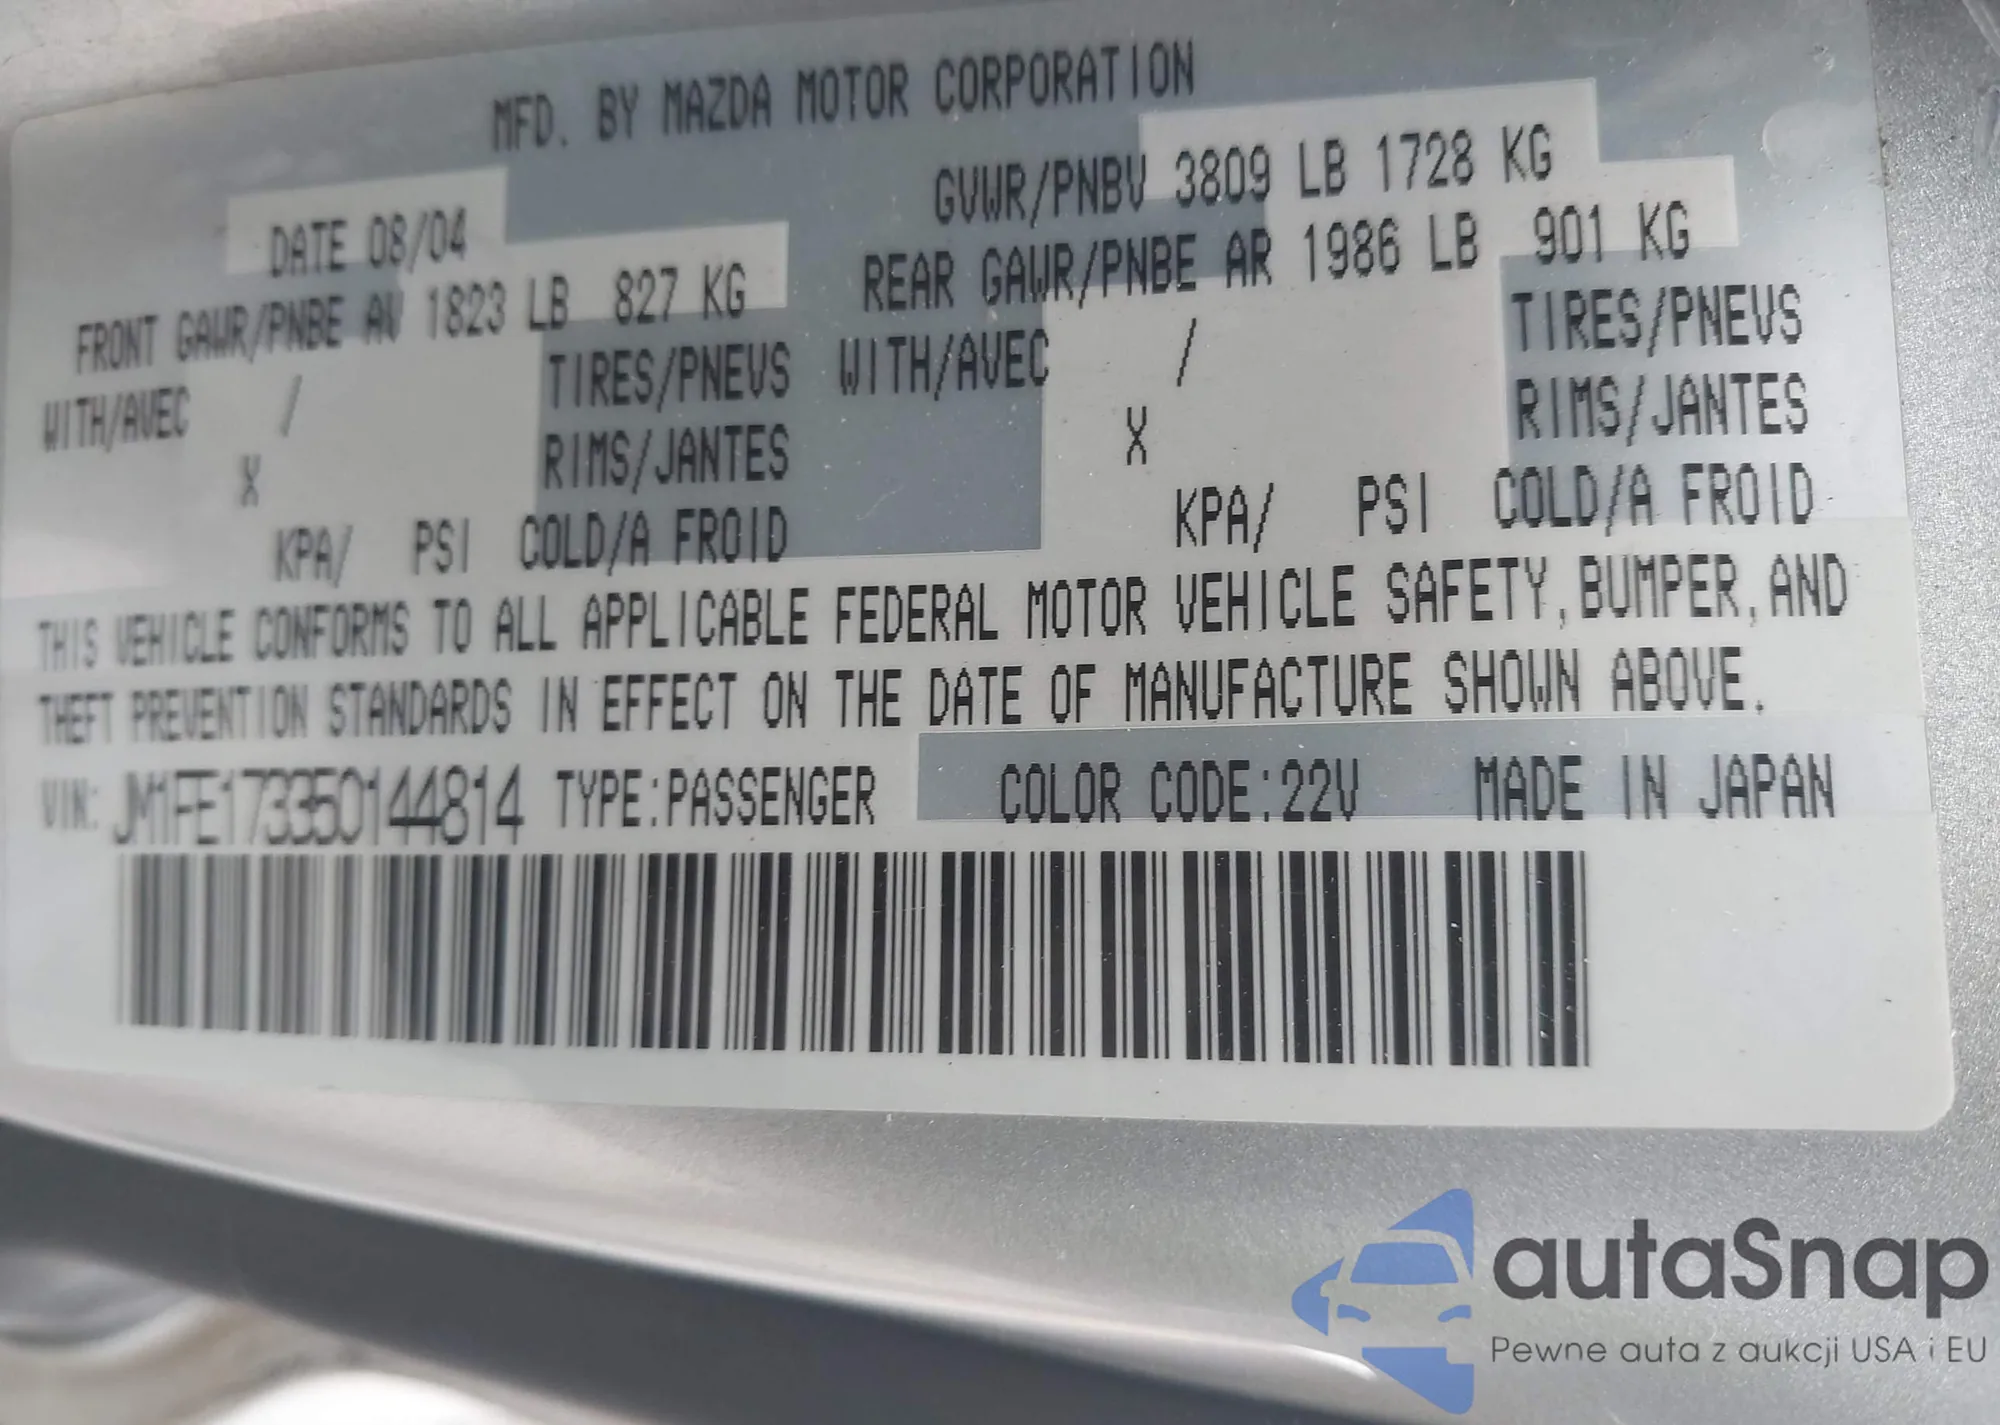 MFD. BY MAZDA MOTOR CORPORATION
DATE 08/04 GVWR/PNBV 3809 LB 1728 KG
FRONT GAWR/PNBE AV 1823 LB 827 KG REAR GAWR/PNBE AR 1986 LB 901 KG
WITH/AVEC / TIRES/PNEUS WITH/AVEC / TIRES/PNEVS
X RIMS/JANTES X RIMS/JANTES
KPA/ PSI COLD/A FROID KPA/ PSI COLD/A FROID
THIS VEHICLE CONFORMS TO ALL APPLICABLE FEDERAL MOTOR VEHICLE SAFETY, BUMPER, AND
THEFT PREVENTION STANDARDS IN EFFECT ON THE DATE OF MANUFACTURE SHOWN ABOVE.
VIN: JM1FE173350144814 TYPE:PASSENGER COLOR CODE:22V MADE IN JAPAN
autaSnap
Pewne auta z aukcji USA i EU